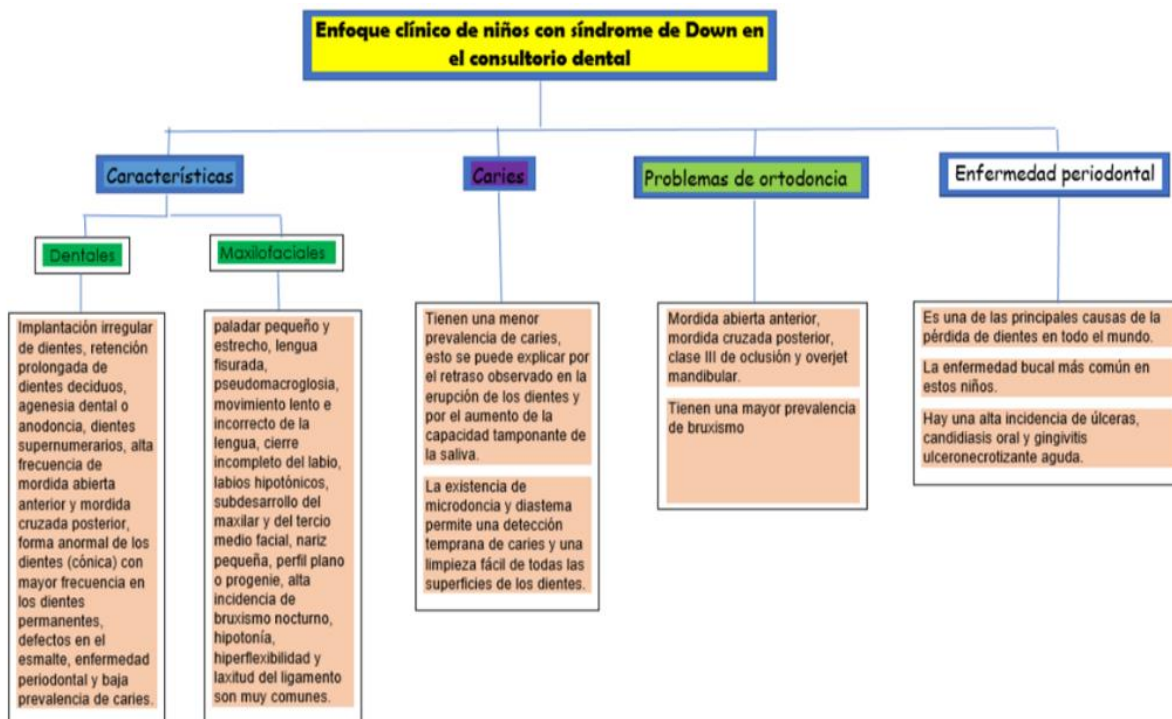 Enfoque clínico de niños con síndrome de Down en
el consultorio dental
Características
Caries
Problemas de ortodoncia
Enfermedad periodontal
Dentales
Maxilofaciales
Implantación irregular
de dientes, retención
prolongada de
dientes deciduos,
agenesia dental o
anodoncia, dientes
supernumerarios, alta
frecuencia de
mordida abierta
anterior y mordida
cruzada posterior,
forma anormal de los
dientes (cónica) con
mayor frecuencia en
los dientes
permanentes,
defectos en el
esmalte, enfermedad
periodontal y baja
prevalencia de caries.
paladar pequeño y
estrecho, lengua
fisurada,
pseudomacroglosia,
movimiento lento e
incorrecto de la
lengua, cierre
incompleto del labio,
labios hipotónicos,
subdesarrollo del
maxilar y del tercio
medio facial, nariz
pequeña, perfil plano
o progenie, alta
incidencia de
bruxismo nocturno,
hipotonía,
hiperflexibilidad y
laxitud del ligamento
son muy comunes.
Tienen una menor
prevalencia de caries,
esto se puede explicar por
el retraso observado en la
erupción de los dientes y
por el aumento de la
capacidad tamponante de
la saliva.
La existencia de
microdoncia y diastema
permite una detección
temprana de caries y una
limpieza fácil de todas las
superficies de los dientes.
Mordida abierta anterior,
mordida cruzada posterior,
clase III de oclusión y overjet
mandibular.
Tienen una mayor prevalencia
de bruxismo
Es una de las principales causas de la
pérdida de dientes en todo el mundo.
La enfermedad bucal más común en
estos niños.
Hay una alta incidencia de úlceras,
candidiasis oral y gingivitis
ulceronecrotizante aguda.